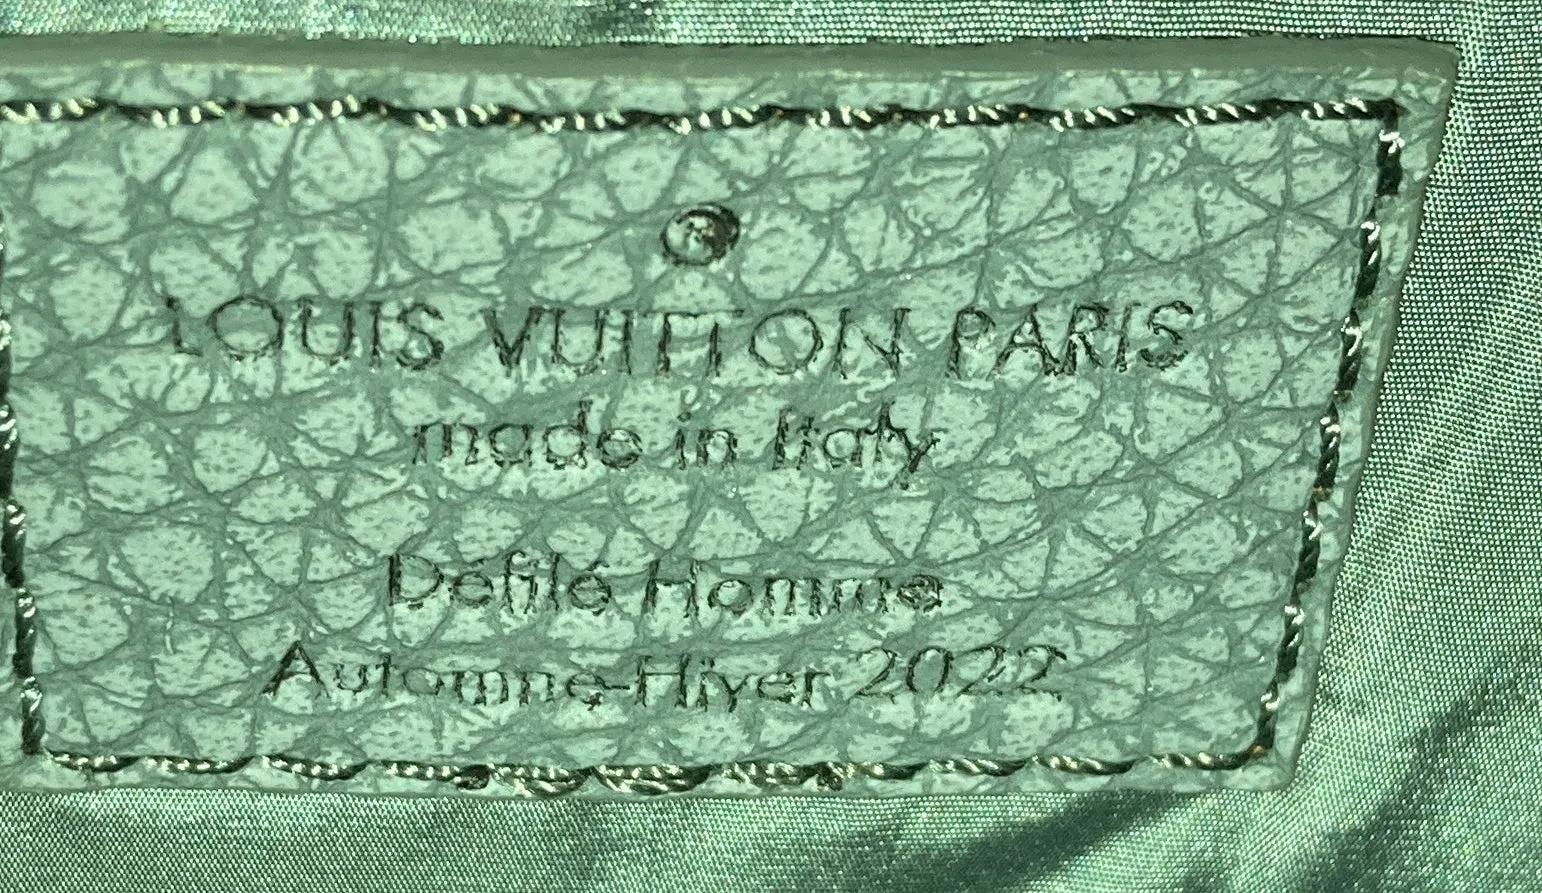 LOUIS VUITTON PARIS
made in Italy
Défilé Homme
Automne-Hiver 2022